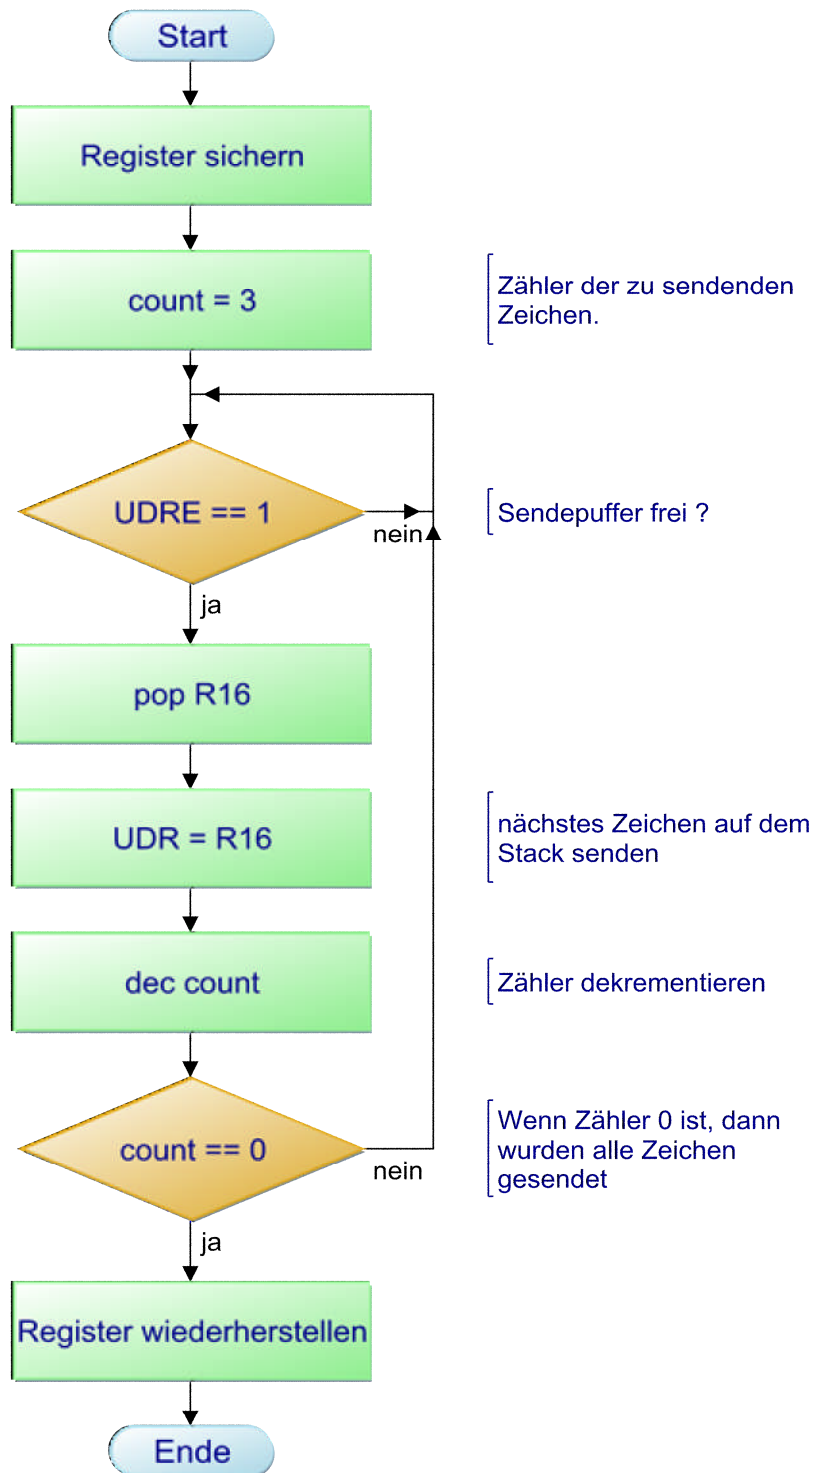 Start
Register sichern
count = 3
Zähler der zu sendenden
Zeichen.
UDRE == 1
nein
Sendepuffer frei ?
ja
pop R16
UDR = R16
nächstes Zeichen auf dem
Stack senden
dec count
Zähler dekrementieren
count == 0
nein
Wenn Zähler 0 ist, dann
wurden alle Zeichen
gesendet
ja
Register wiederherstellen
Ende